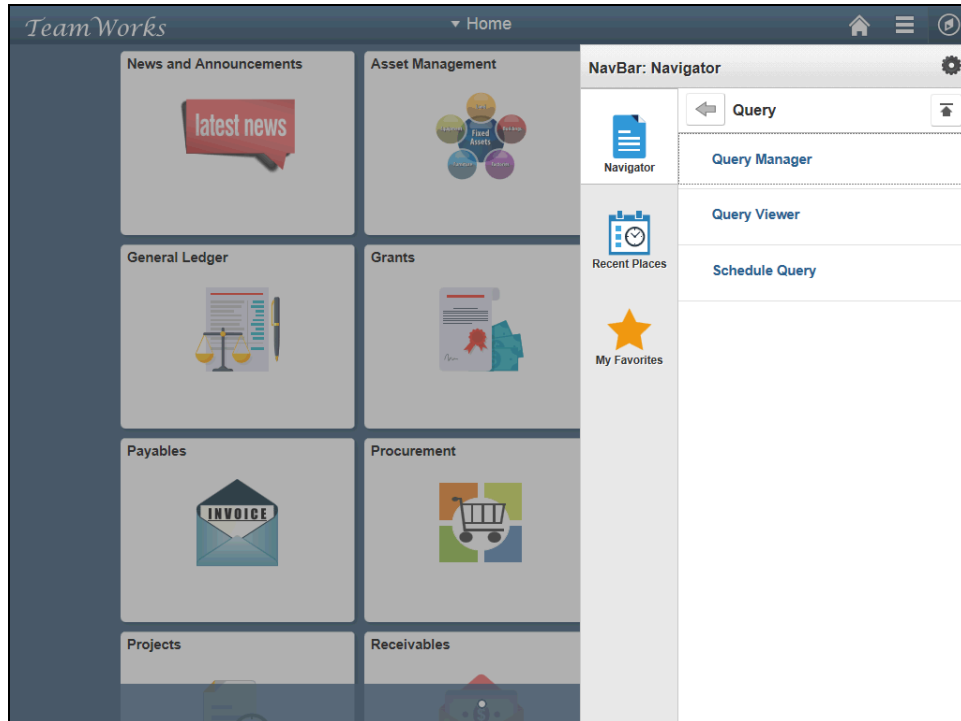 TeamWorks
Home
News and Announcements
latest news
Asset Management
Fixed
Assets
General Ledger
Grants
Payables
INVOICE
Procurement
Projects
Receivables
NavBar: Navigator
Navigator
Recent Places
My Favorites
Query
Query Manager
Query Viewer
Schedule Query